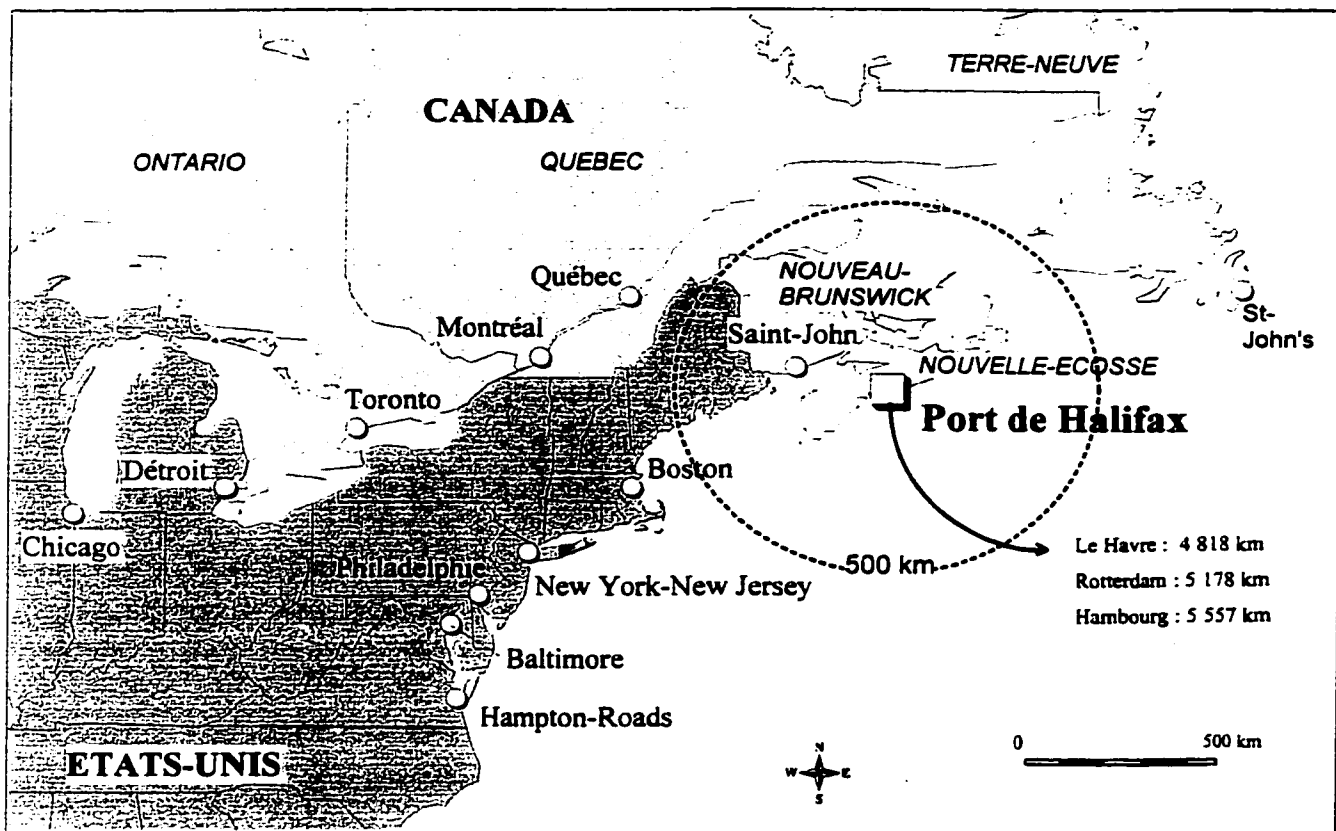 TERRE-NEUVE
CANADA
ONTARIO
QUEBEC
Québec
NOUVEAU-
BRUNSWICK
St-
John's
Montréal
Saint-John
NOUVELLE-ECOSSE
Toronto
Port de Halifax
Détroit
Boston
Chicago
500 km
Le Havre : 4 818 km
Philadelphie
New York-New Jersey
Rotterdam : 5 178 km
Hambourg : 5 557 km
Baltimore
Hampton-Roads
ETATS-UNIS
N
W E
S
0 500 km